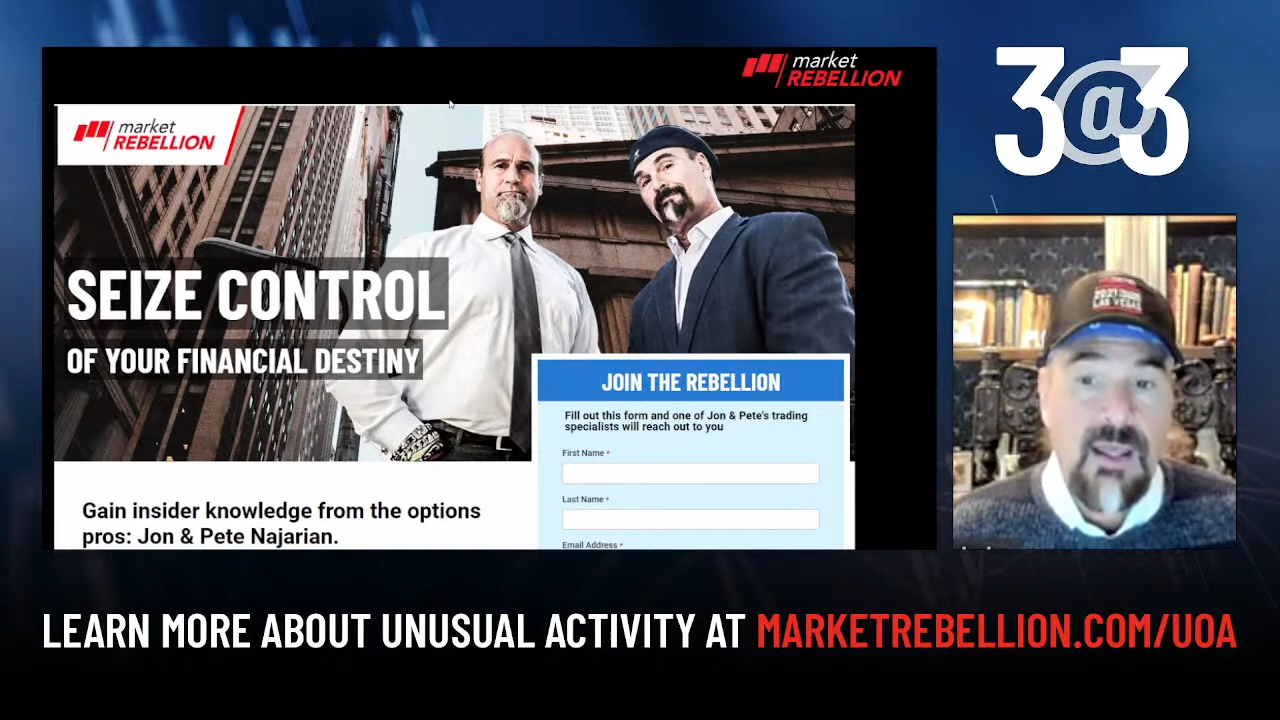 market
REBELLION
3@3
market
REBELLION
SEIZE CONTROL
OF YOUR FINANCIAL DESTINY
JOIN THE REBELLION
Fill out this form and one of Jon & Pete's trading
specialists will reach out to you
First Name *
Last Name *
Email Address *
Gain insider knowledge from the options
pros: Jon & Pete Najarian.
LAS VEGAS
LEARN MORE ABOUT UNUSUAL ACTIVITY AT MARKETREBELLION.COM/UOA